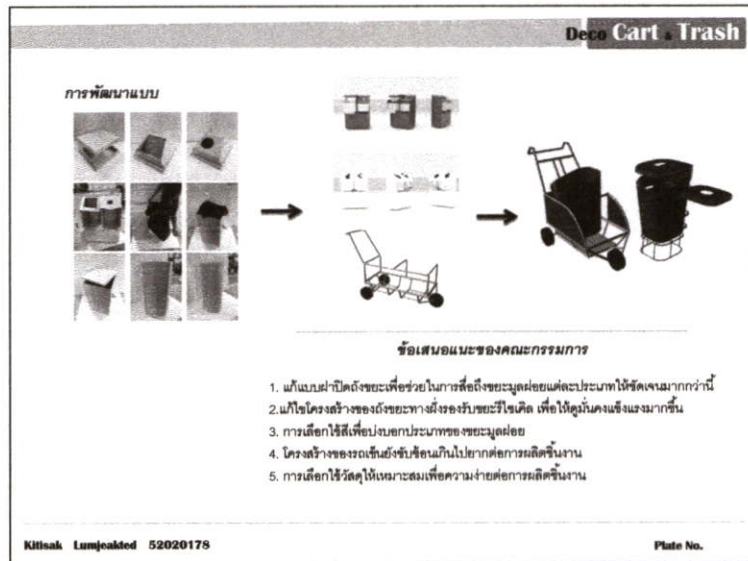 Deco Cart & Trash
การพัฒนาแบบ
ข้อเสนอแนะของคณะกรรมการ
1. แก้แบบฝาปิดถังขยะเพื่อช่วยในการสื่อถึงขยะมูลฝอยแต่ละประเภทให้ชัดเจนมากกว่านี้
2.แก้ไขโครงสร้างของถังขยะทางฝั่งรองรับขยะรีไซเคิล เพื่อให้ดูมั่นคงแข็งแรงมากขึ้น
3. การเลือกใช้สีเพื่อบ่งบอกประเภทของขยะมูลฝอย
4. โครงสร้างของรถเข็นยังซับซ้อนเกินไปยากต่อการผลิตชิ้นงาน
5. การเลือกใช้วัสดุให้เหมาะสมเพื่อความง่ายต่อการผลิตชิ้นงาน
Kitisak Lumjeakted 52020178
Plate No.